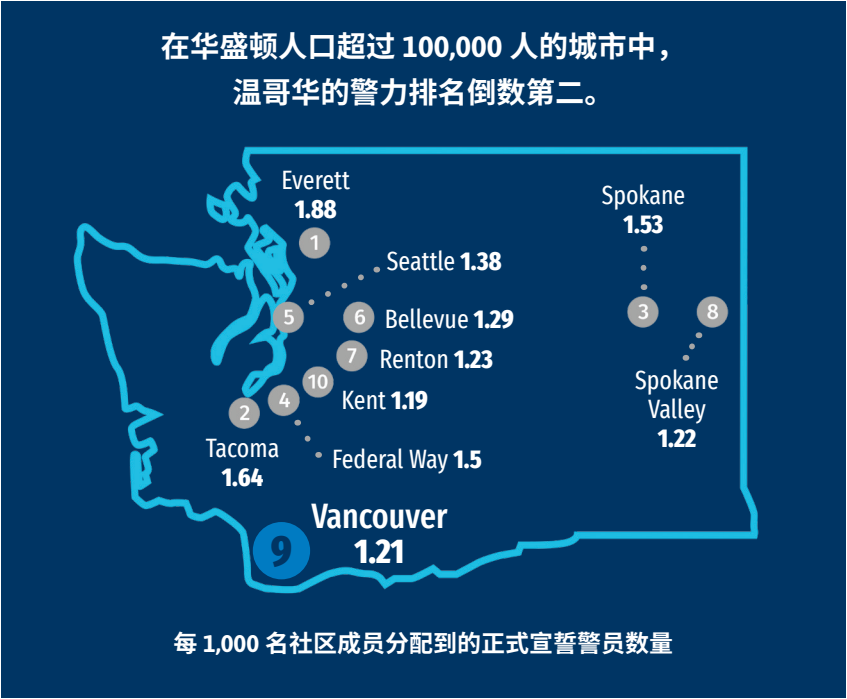 在华盛顿人口超过 100,000 人的城市中，
温哥华的警力排名倒数第二。
Everett
1.88
1
Spokane
1.53
Seattle 1.38
5
6
Bellevue 1.29
3
8
7
Renton 1.23
10
Kent 1.19
Spokane
Valley
1.22
2
4
Tacoma
1.64
Federal Way 1.5
Vancouver
1.21
9
每 1,000 名社区成员分配到的正式宣誓警员数量